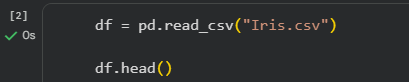 [2]
0s
df = pd.read_csv("Iris.csv")
df.head()